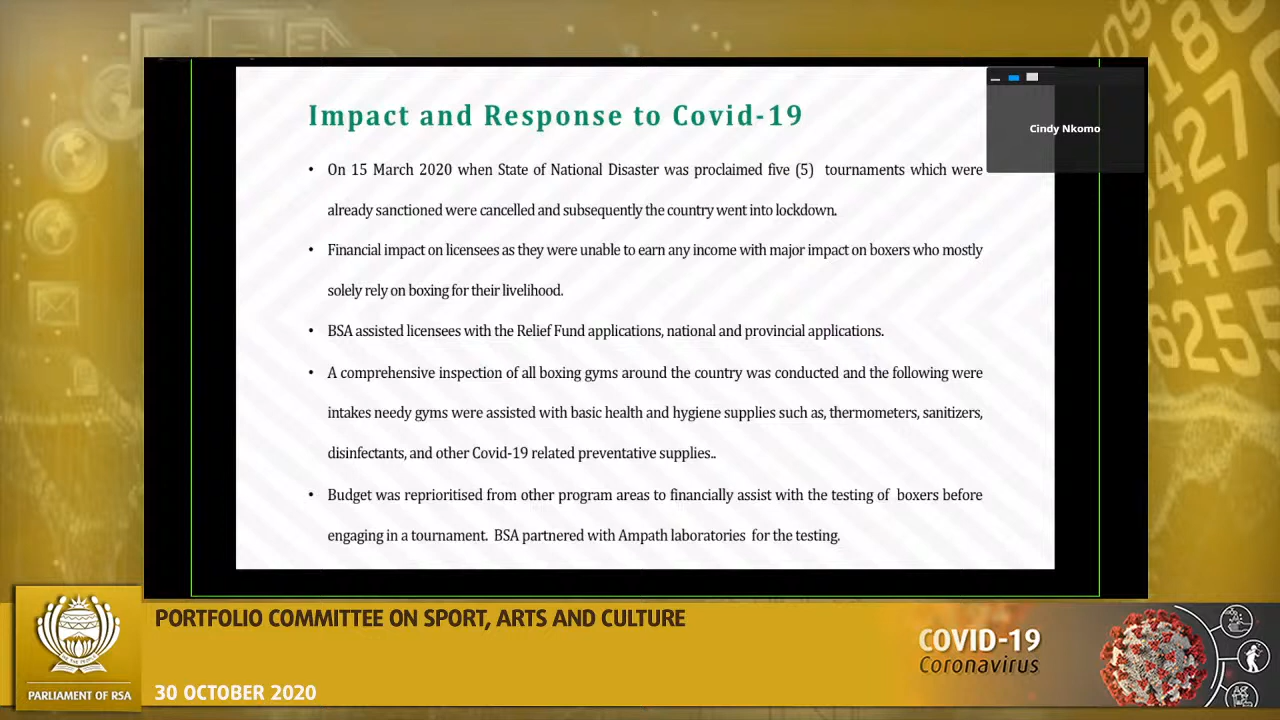 Impact and Response to Covid-19
Cindy Nkomo
• On 15 March 2020 when State of National Disaster was proclaimed five (5) tournaments which were
already sanctioned were cancelled and subsequently the country went into lockdown.
• Financial impact on licensees as they were unable to earn any income with major impact on boxers who mostly
solely rely on boxing for their livelihood.
• BSA assisted licensees with the Relief Fund applications, national and provincial applications.
• A comprehensive inspection of all boxing gyms around the country was conducted and the following were
intakes needy gyms were assisted with basic health and hygiene supplies such as, thermometers, sanitizers,
disinfectants, and other Covid-19 related preventative supplies..
• Budget was reprioritised from other program areas to financially assist with the testing of boxers before
engaging in a tournament. BSA partnered with Ampath laboratories for the testing.
PORTFOLIO COMMITTEE ON SPORT, ARTS AND CULTURE
30 OCTOBER 2020
PARLIAMENT OF RSA
COVID-19
Coronavirus